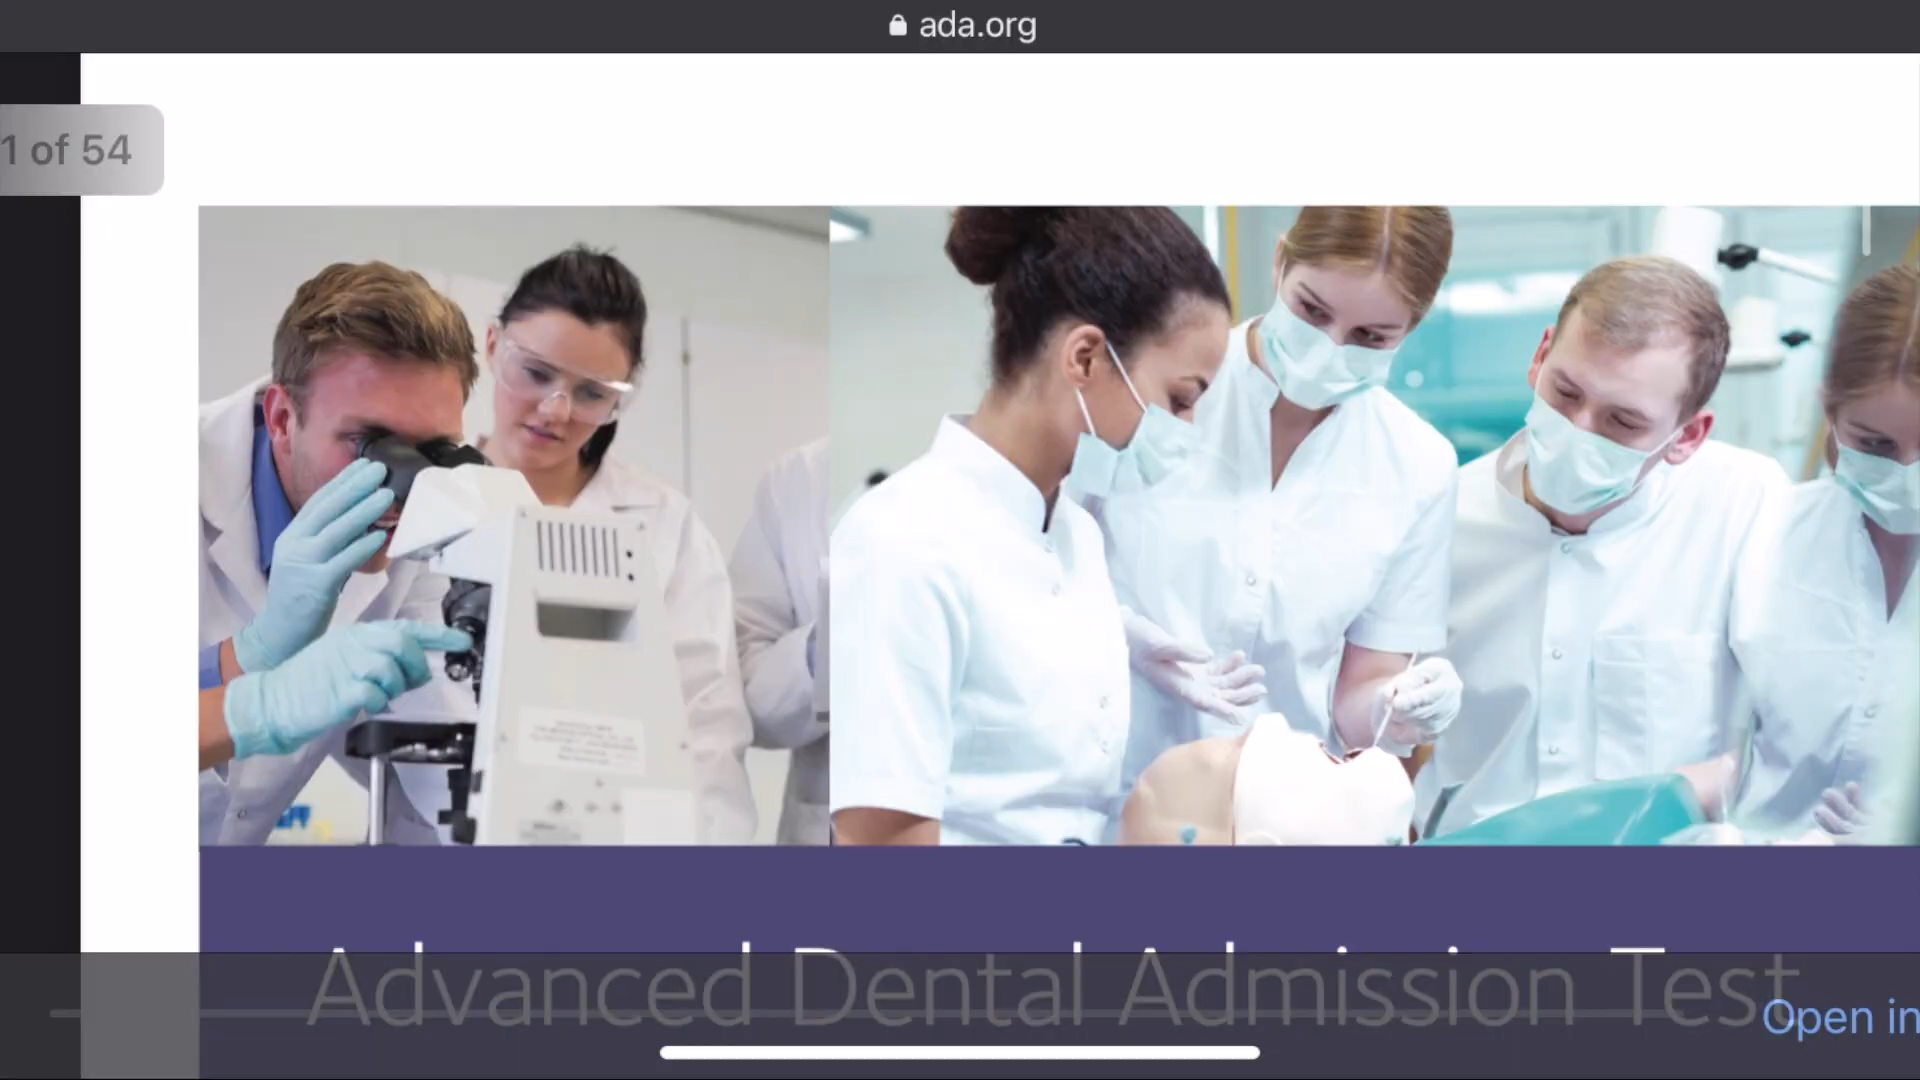 ada.org
1 of 54
Advanced Dental Admission Test
Open in